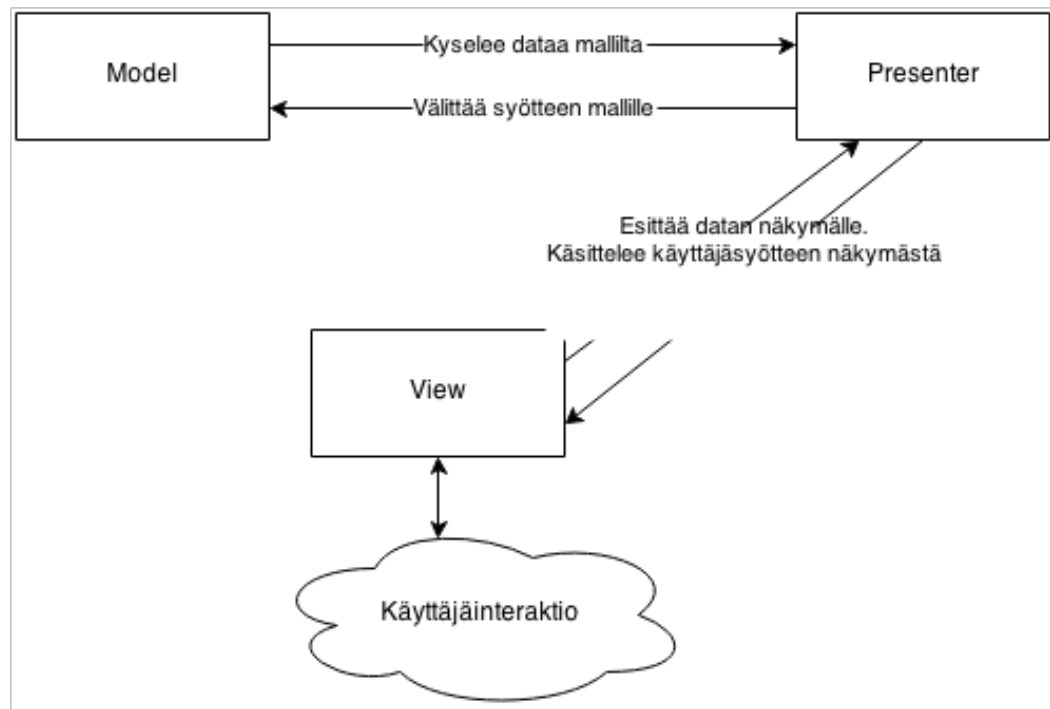 Model
Kyselee dataa mallilta
Presenter
Välittää syötteen mallille
Esittää datan näkymälle.
Käsittelee käyttäjäsyötteen näkymästä
View
Käyttäjäinteraktio